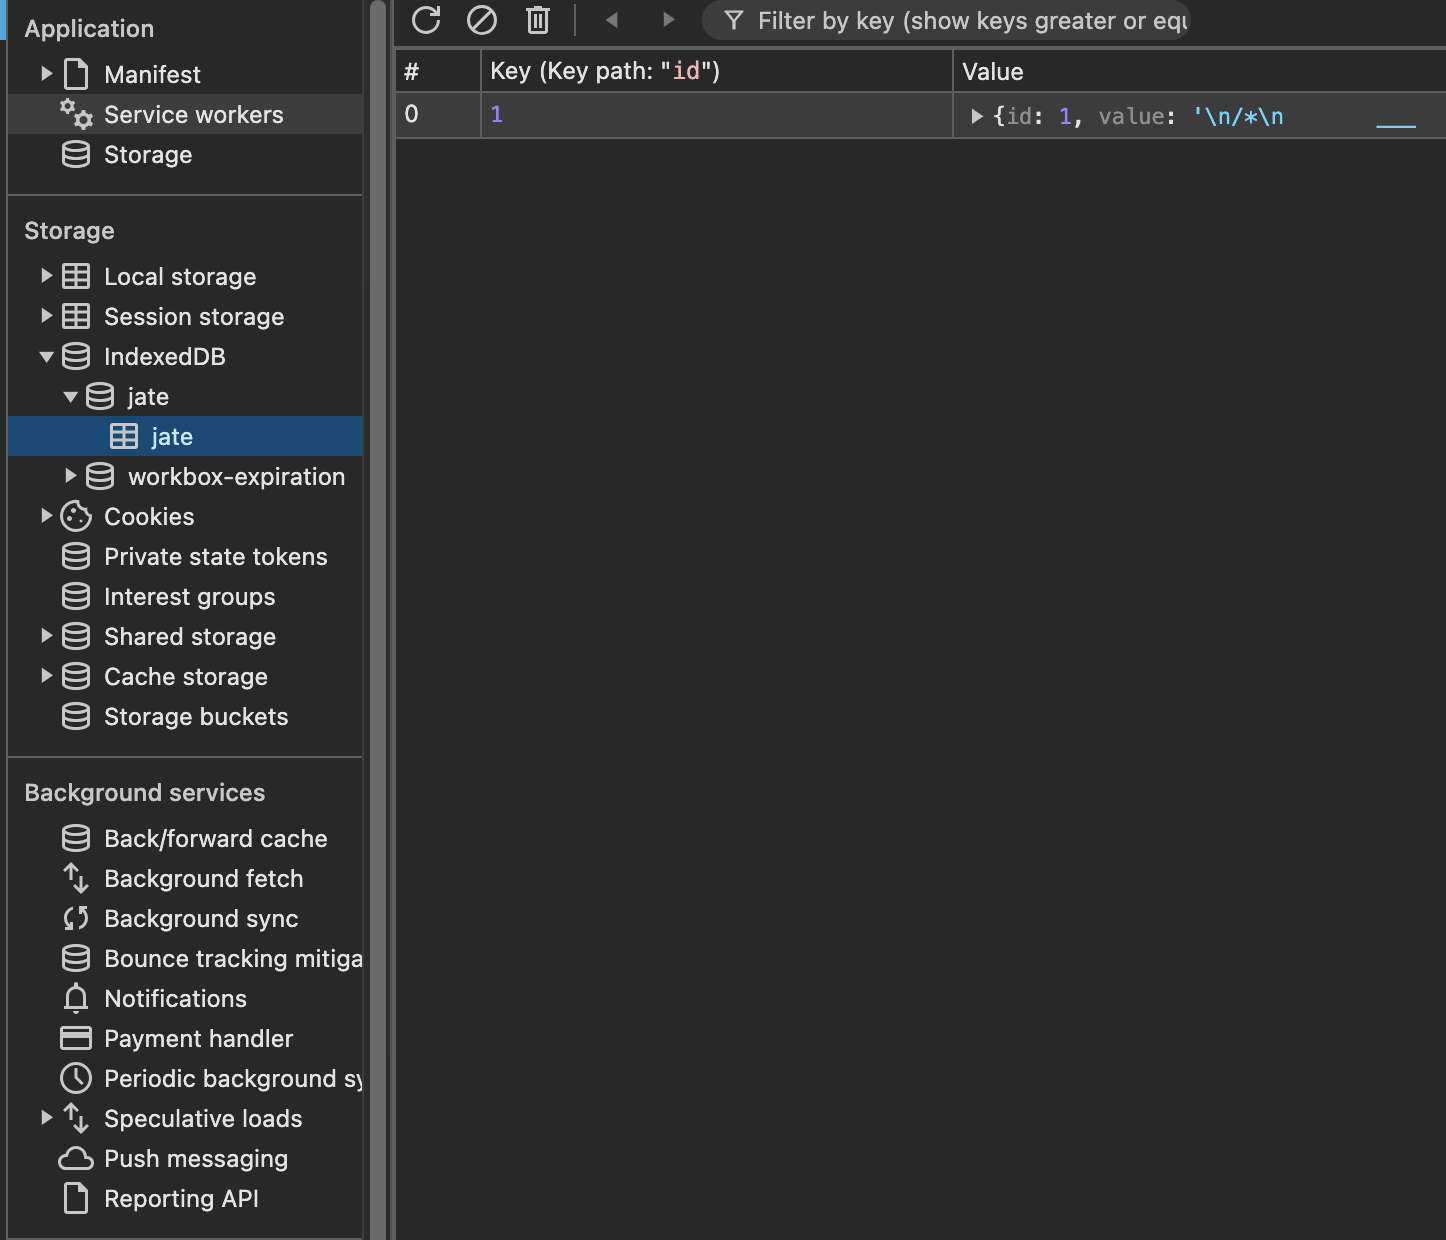 Application
Manifest
Service workers
Storage
Storage
Local storage
Session storage
IndexedDB
jate
jate
workbox-expiration
Cookies
Private state tokens
Interest groups
Shared storage
Cache storage
Storage buckets
Background services
Back/forward cache
Background fetch
Background sync
Bounce tracking mitiga
Notifications
Payment handler
Periodic background sy
Speculative loads
Push messaging
Reporting API
Filter by key (show keys greater or equ
# Key (Key path: "id") Value
0 1 {id: 1, value: '\n/*\n ___